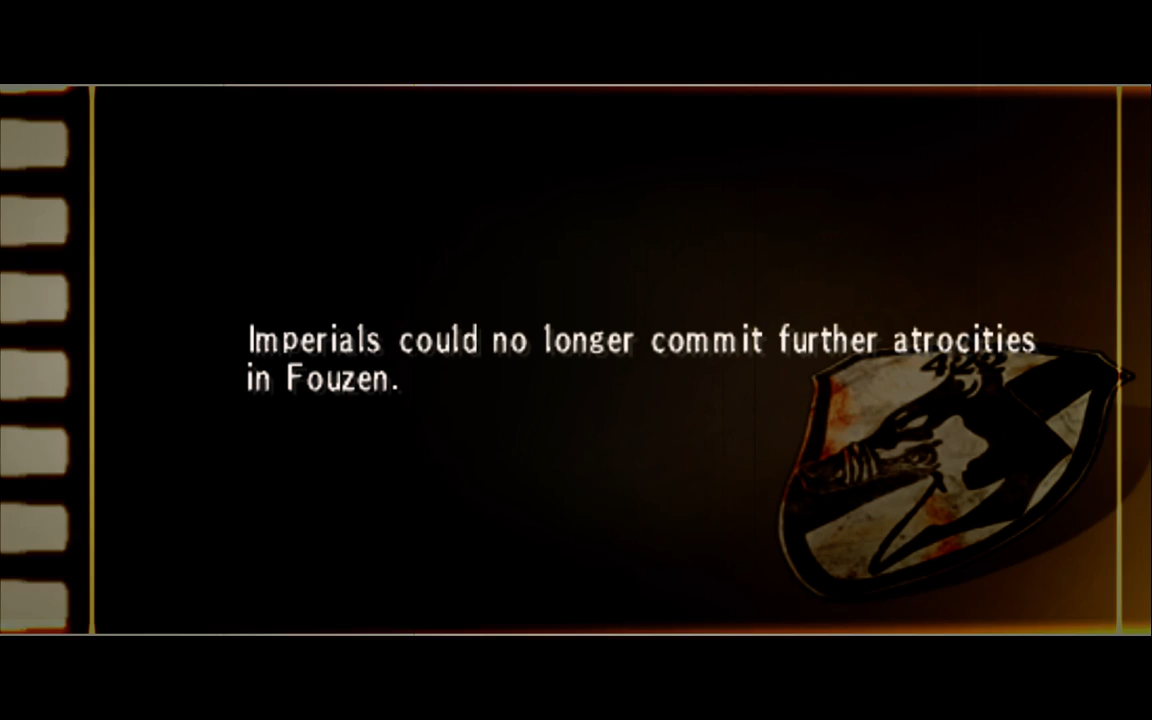 Imperials could no longer commit further atrocities
in Fouzen.